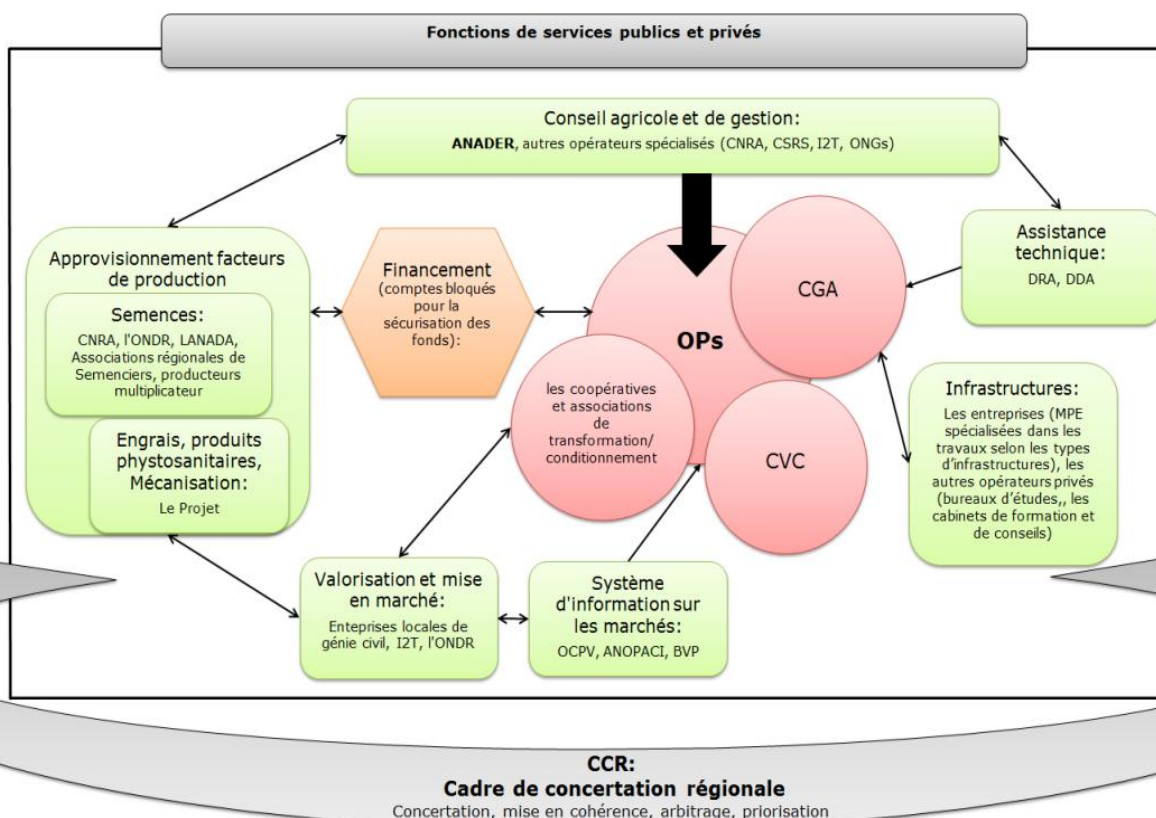 Fonctions de services publics et privés
Conseil agricole et de gestion:
ANADER, autres opérateurs spécialisés (CNRA, CSRS, I2T, ONGs)
Approvisionnement facteurs
de production
Semences:
CNRA, l'ONDR, LANADA,
Associations régionales de
Semenciers, producteurs
multiplicateur
Engrais, produits
phystosanitaires,
Mécanisation:
Le Projet
Financement
(comptes bloqués
pour la
sécurisation des
fonds):
OPs
CGA
les coopératives
et associations
de
transformation/
conditionnement
CVC
Assistance
technique:
DRA, DDA
Infrastructures:
Les entreprises (MPE
spécialisées dans les
travaux selon les types
d'infrastructures), les
autres opérateurs privés
(bureaux d'études,, les
cabinets de formation et
de conseils)
Valorisation et mise
en marché:
Enteprises locales de
génie civil, I2T, l'ONDR
Système
d'information sur
les marchés:
OCPV, ANOPACI, BVP
CCR:
Cadre de concertation régionale
Concertation, mise en cohérence, arbitrage, priorisation